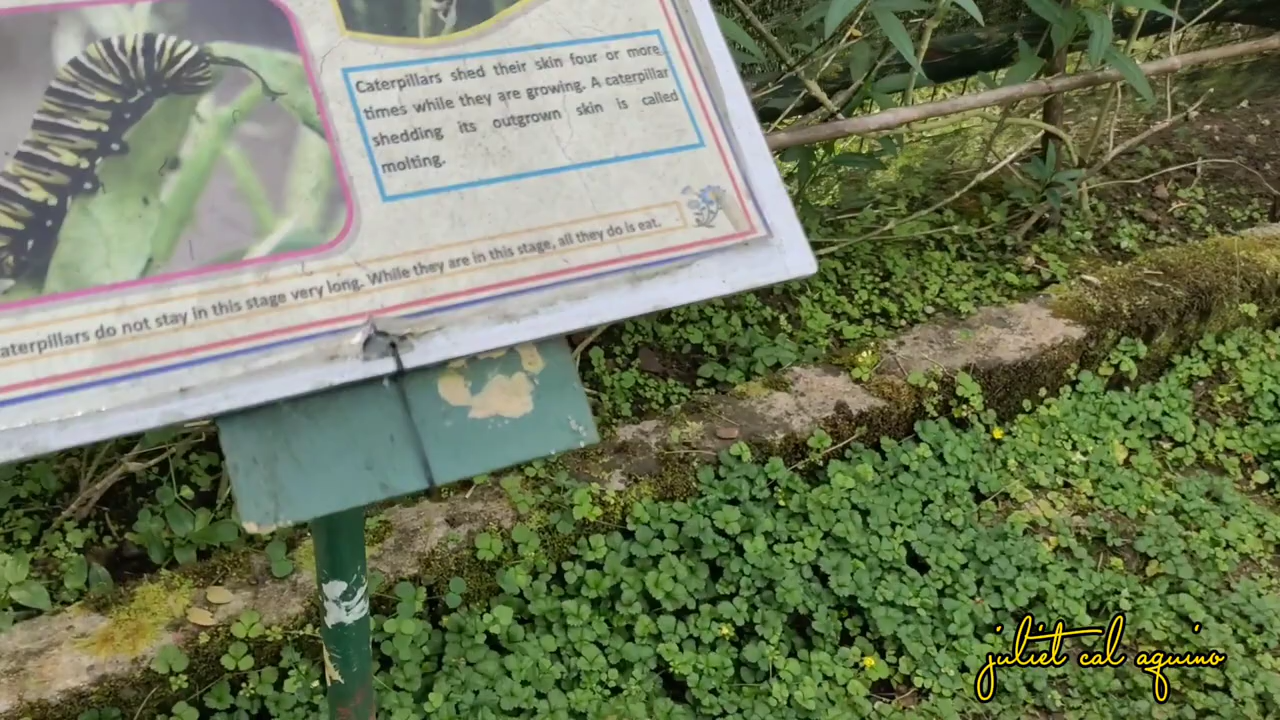 Caterpillars shed their skin four or more
times while they are growing. A caterpillar
shedding its outgrown skin is called
molting.
aterpillars do not stay in this stage very long. While they are in this stage, all they do is eat.
juliet cal aquino